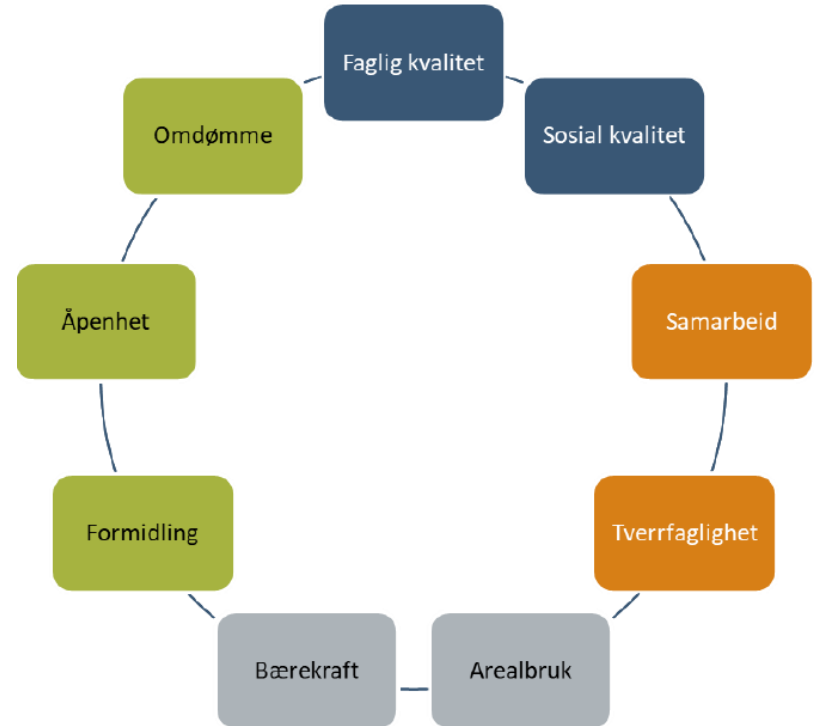 Faglig kvalitet
Sosial kvalitet
Samarbeid
Tverrfaglighet
Arealbruk
Bærekraft
Formidling
Åpenhet
Omdømme